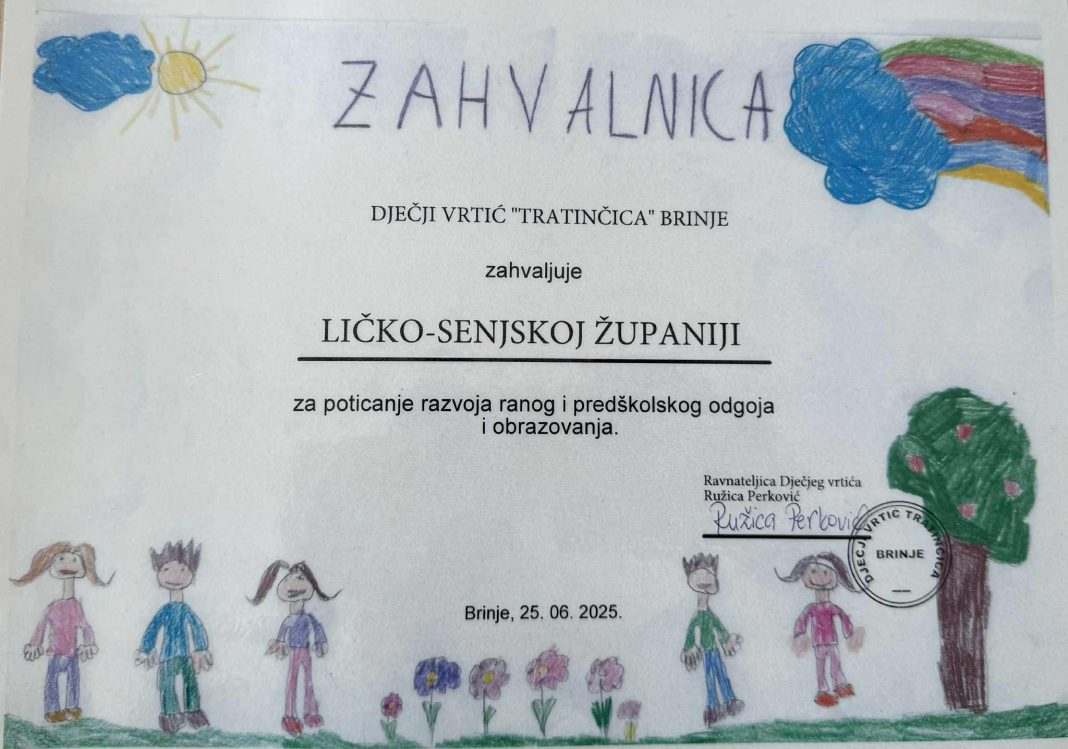 ZAHVALNICA
DJEČJI VRTIĆ "TRATINČICA" BRINJE
zahvaljuje
LIČKO-SENJSKOJ ŽUPANIJI
za poticanje razvoja ranog i predškolskog odgoja
i obrazovanja.
Ravnateljica Dječjeg vrtića
Ružica Perković
Ružica Perković
DJEČJI VRTIĆ TRATINČICA
BRINJE
Brinje, 25. 06. 2025.